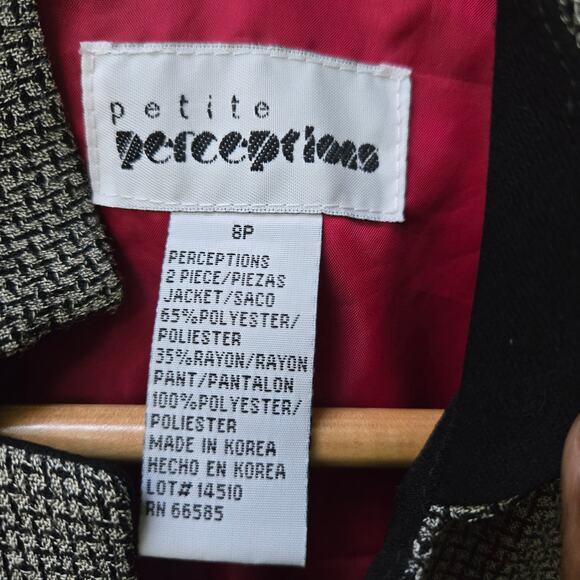 petite
perceptions
8P
PERCEPTIONS
2 PIECE/PIEZAS
JACKET/SACO
65%POLYESTER/
POLIESTER
35%RAYON/RAYON
PANT/PANTALON
100%POLYESTER/
POLIESTER
MADE IN KOREA
HECHO EN KOREA
LOT# 14510
RN 66585